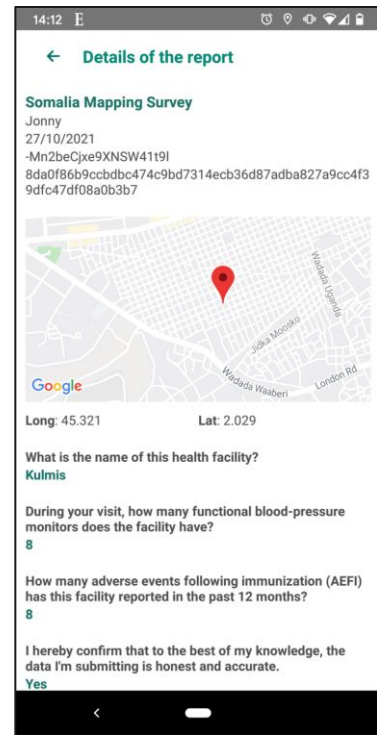 14:12 E
Details of the report
Somalia Mapping Survey
Jonny
27/10/2021
-Mn2beCjxe9XNSW41t9l
8da0f86b9ccbdbc474c9bd7314ecb36d87adba827a9cc4f3
9dfc47df08a0b3b7
Wadada Uganda
Jidka Moosko
Wadada Waaberi
London Rd
Google
Long: 45.321 Lat: 2.029
What is the name of this health facility?
Kulmis
During your visit, how many functional blood-pressure
monitors does the facility have?
8
How many adverse events following immunization (AEFI)
has this facility reported in the past 12 months?
8
I hereby confirm that to the best of my knowledge, the
data I'm submitting is honest and accurate.
Yes